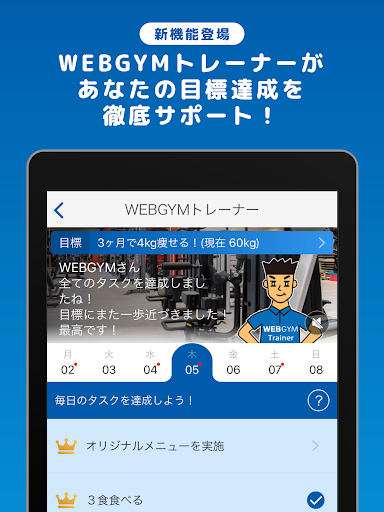 新機能登場
WEBGYMトレーナーが
あなたの目標達成を
徹底サポート！
WEBGYMトレーナー
目標 3ヶ月で4kg痩せる！(現在 60kg)
WEBGYMさん
全てのタスクを達成しまし
たね！
目標にまた一歩近づきました！
最高です！
WEBGYM
Trainer
月 火 水 木 金 土 日
02 03 04 05 06 07 08
毎日のタスクを達成しよう！ ?
オリジナルメニューを実施
３食食べる